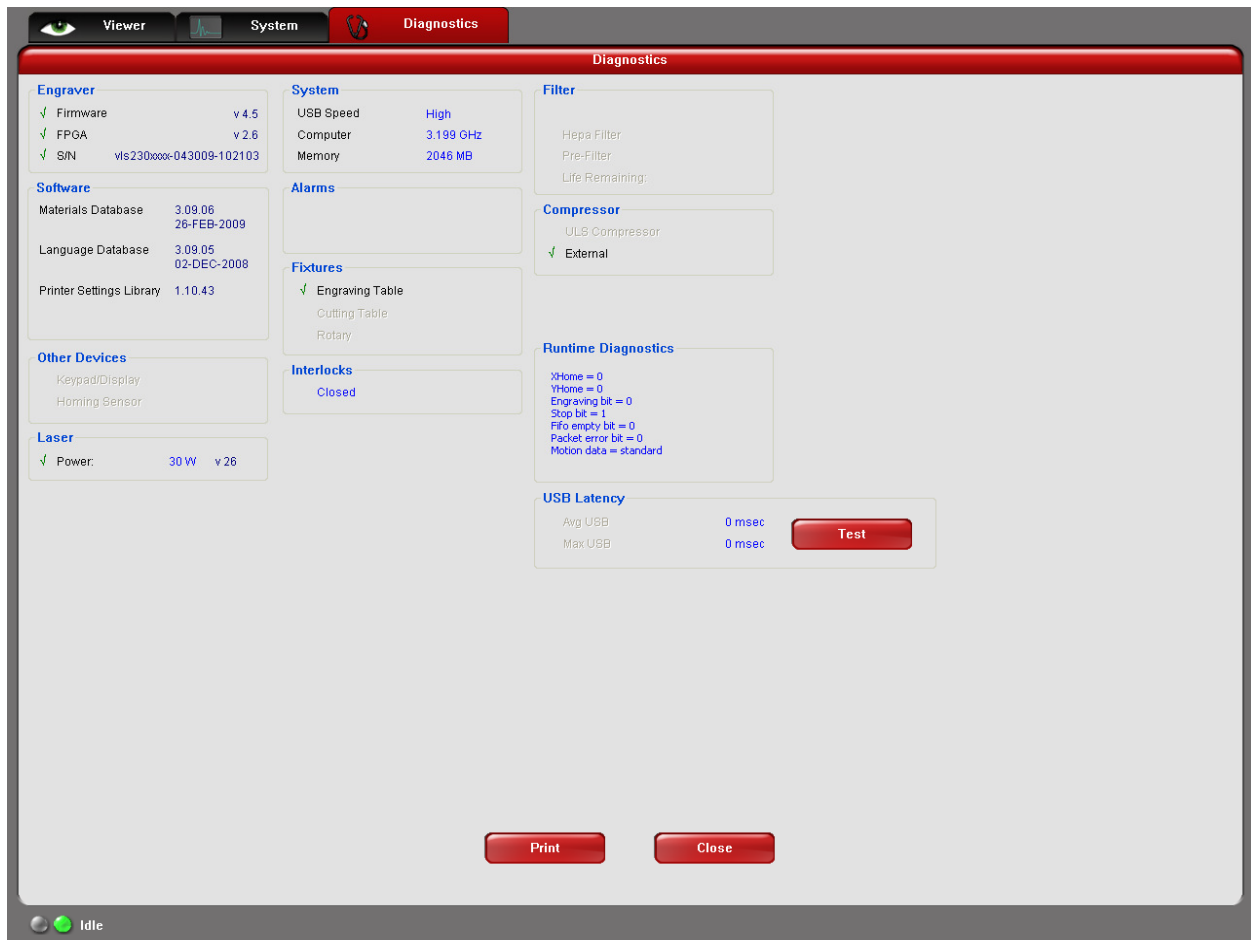 Viewer
System
Diagnostics
Diagnostics
Engraver
√ Firmware v 4.5
√ FPGA v 2.6
√ S/N vls230xxxx-043009-102103
Software
Materials Database 3.09.06
26-FEB-2009
Language Database 3.09.05
02-DEC-2008
Printer Settings Library 1.10.43
Other Devices
Keypad/Display
Homing Sensor
Laser
√ Power: 30 W v 26
System
USB Speed High
Computer 3.199 GHz
Memory 2046 MB
Alarms
Fixtures
√ Engraving Table
Cutting Table
Rotary
Interlocks
Closed
Filter
Hepa Filter
Pre-Filter
Life Remaining:
Compressor
ULS Compressor
√ External
Runtime Diagnostics
XHome = 0
YHome = 0
Engraving bit = 0
Stop bit = 1
Fifo empty bit = 0
Packet error bit = 0
Motion data = standard
USB Latency
Avg USB 0 msec
Max USB 0 msec
Test
Print
Close
Idle